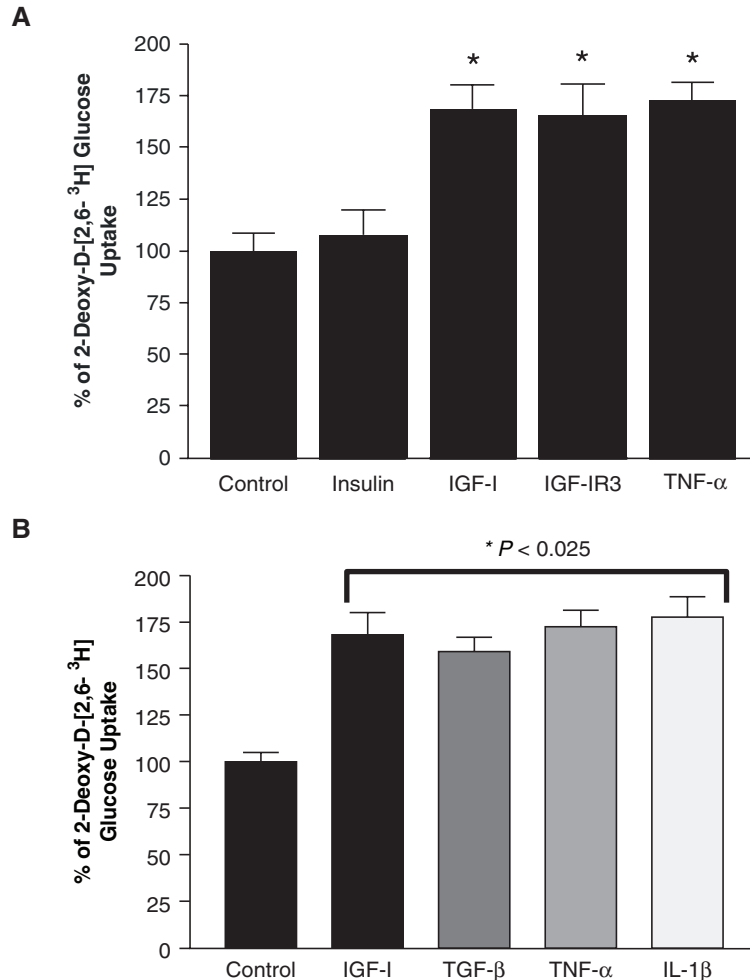 A
% of 2-Deoxy-D-[2,6- ³H] Glucose
Uptake
200
175
150
125
100
75
50
25
0
Control Insulin IGF-I IGF-IR3 TNF-α
* * *
B
* P < 0.025
% of 2-Deoxy-D-[2,6- ³H]
Glucose Uptake
200
175
150
125
100
75
50
25
0
Control IGF-I TGF-β TNF-α IL-1β